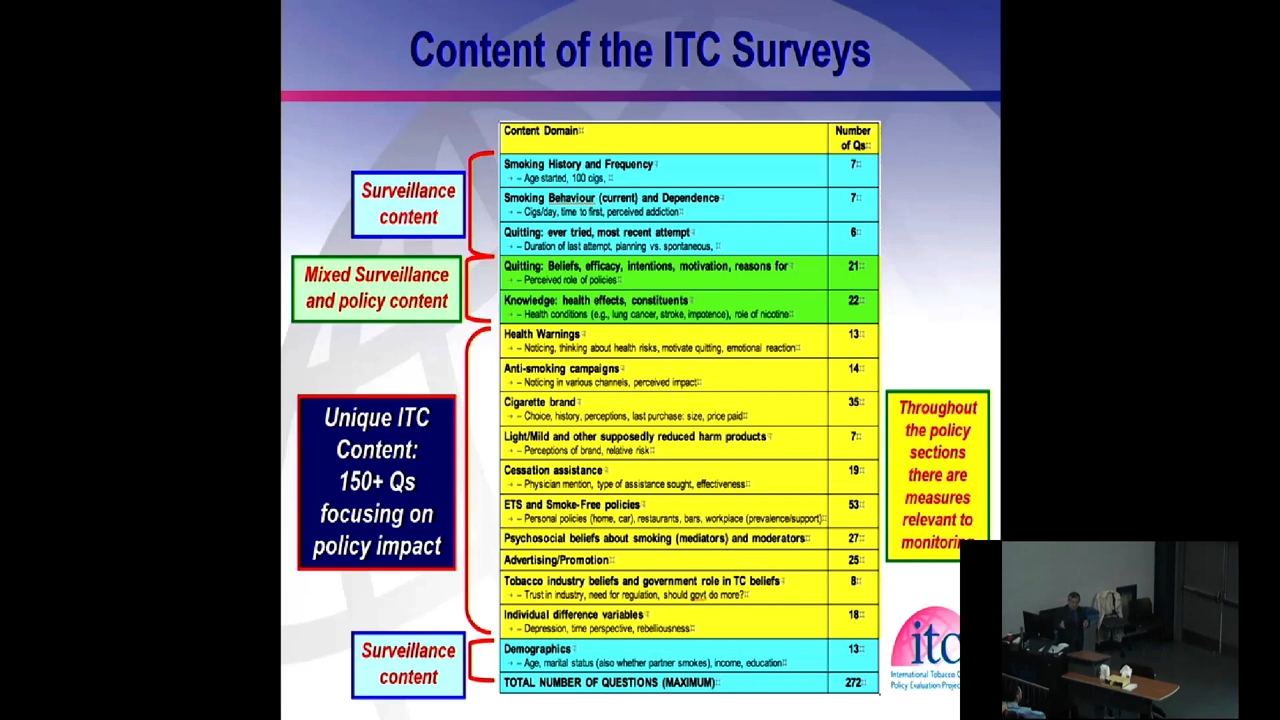 Content of the ITC Surveys
Content Domain
Number
of Qs
Smoking History and Frequency
7
– Age started, 100 cigs,
Smoking Behaviour (current) and Dependence
7
– Cigs/day, time to first, perceived addiction
Quitting: ever tried, most recent attempt
6
– Duration of last attempt, planning vs. spontaneous,
Quitting: Beliefs, efficacy, intentions, motivation, reasons for
21
– Perceived role of policies
Knowledge: health effects, constituents
22
– Health conditions (e.g., lung cancer, stroke, impotence), role of nicotine
Health Warnings
13
– Noticing, thinking about health risks, motivate quitting, emotional reaction
Anti-smoking campaigns
14
– Noticing in various channels, perceived impact
Cigarette brand
35
– Choice, history, perceptions, last purchase: size, price paid
Light/Mild and other supposedly reduced harm products
7
– Perceptions of brand, relative risk
Cessation assistance
19
– Physician mention, type of assistance sought, effectiveness
ETS and Smoke-Free policies
53
– Personal policies (home, car), restaurants, bars, workplace (prevalence/support)
Psychosocial beliefs about smoking (mediators) and moderators
27
Advertising/Promotion
25
Tobacco industry beliefs and government role in TC beliefs
8
– Trust in industry, need for regulation, should govt do more?
Individual difference variables
18
– Depression, time perspective, rebelliousness
Demographics
13
– Age, marital status (also whether partner smokes), income, education
TOTAL NUMBER OF QUESTIONS (MAXIMUM)
272
Surveillance
content
Mixed Surveillance
and policy content
Unique ITC
Content:
150+ Qs
focusing on
policy impact
Surveillance
content
Throughout
the policy
sections
there are
measures
relevant to
monitoring
itc
International Tobacco
Policy Evaluation Project